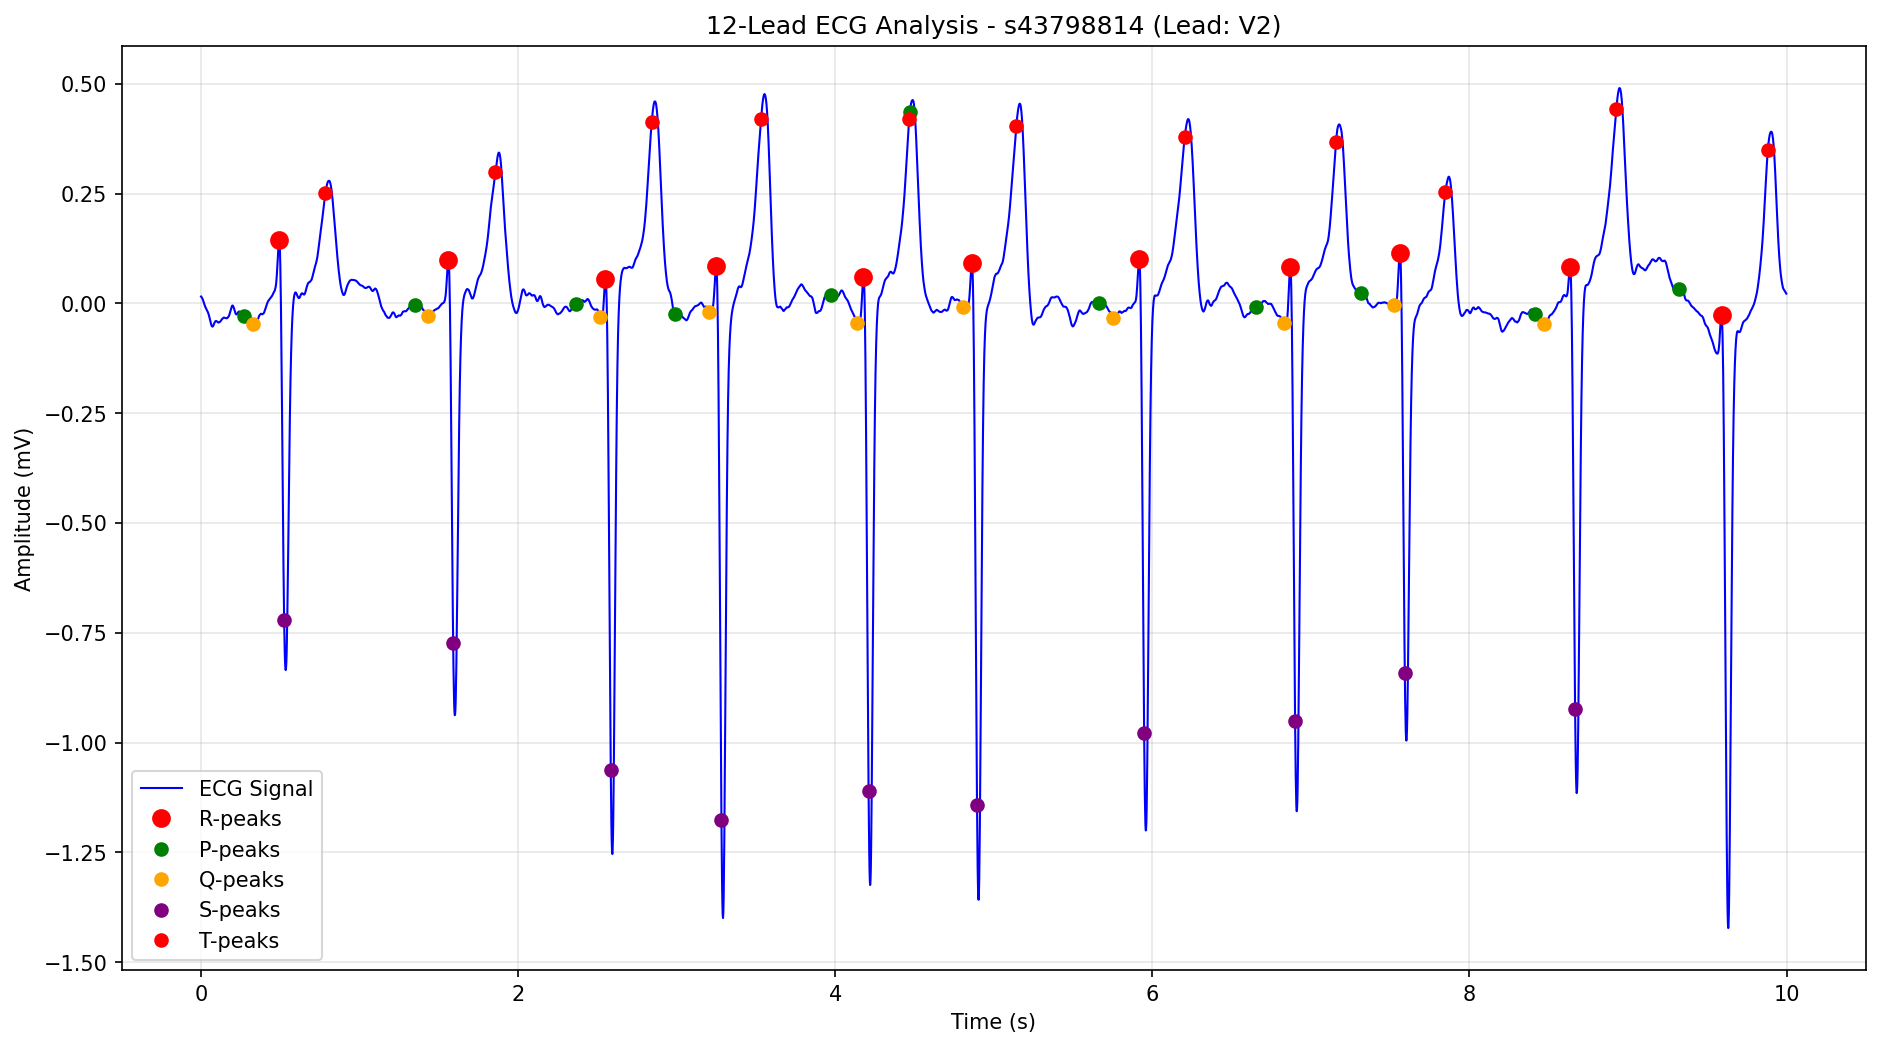 12-Lead ECG Analysis - s43798814 (Lead: V2)
Amplitude (mV)
0.50
0.25
0.00
−0.25
−0.50
−0.75
−1.00
−1.25
−1.50
ECG Signal
R-peaks
P-peaks
Q-peaks
S-peaks
T-peaks
0 2 4 6 8 10
Time (s)